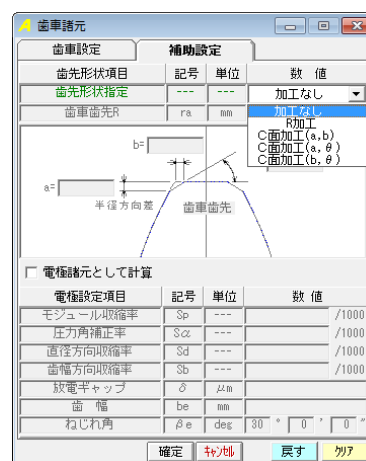 歯車諸元
歯車設定 補助設定
歯先形状項目 記号 単位 数 値
歯先形状指定 --- --- 加工なし
歯車歯先R ra mm
加工なし
R加工
C面加工(a,b)
C面加工(a,θ)
C面加工(b,θ)
b=
a=
半径方向差 歯車歯先
電極諸元として計算
電極設定項目 記号 単位 数 値
モジュール収縮率 Sp --- /1000
圧力角補正率 Sα --- /1000
直径方向収縮率 Sd --- /1000
歯幅方向収縮率 Sb --- /1000
放電ギャップ δ μm
歯 幅 be mm
ねじれ角 βe deg 30 ° 0 ' 0 "
確定 キャンセル 戻す クリア